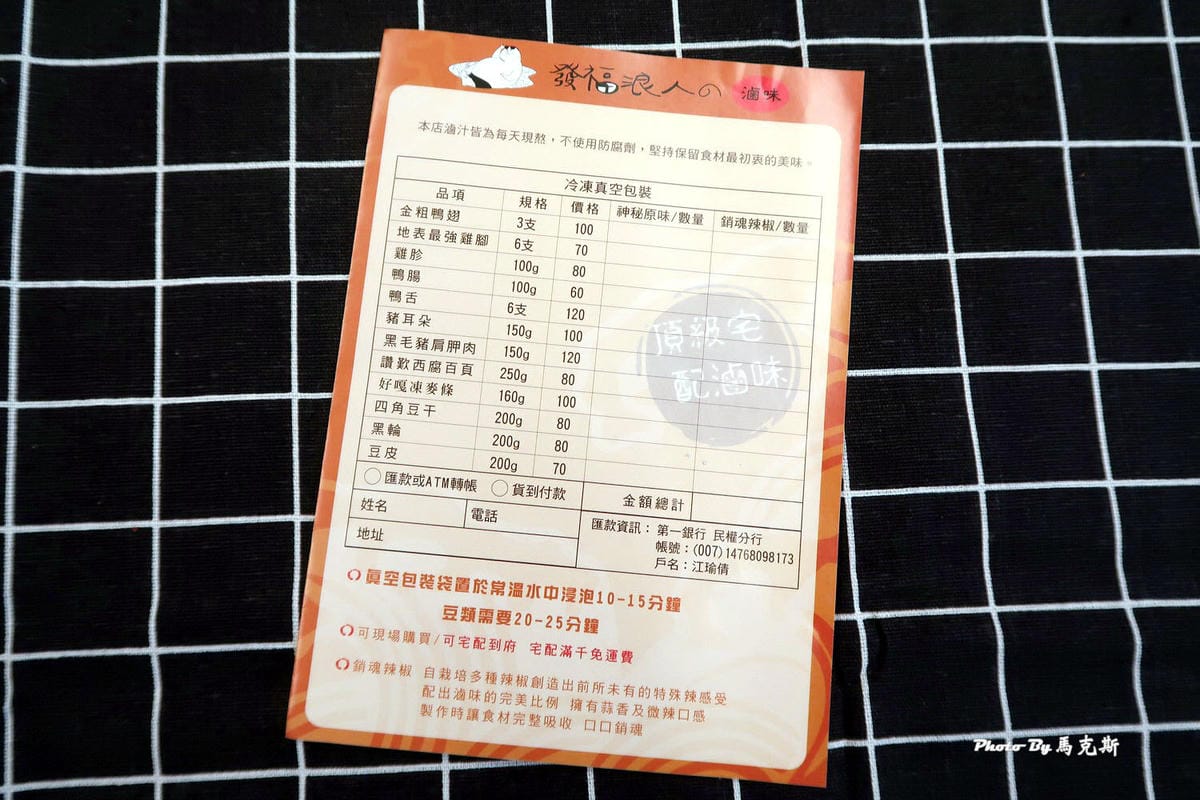 發福浪人の 滷味
本店滷汁皆為每天現熬，不使用防腐劑，堅持保留食材最初衷的美味。
冷凍真空包裝
品項 規格 價格 神秘原味/數量 銷魂辣椒/數量
金粗鴨翅 3支 100
地表最強雞腳 6支 70
雞胗 100g 80
鴨腸 100g 60
鴨舌 6支 120
豬耳朵 150g 100
黑毛豬肩胛肉 150g 120
讚歎西腐百頁 250g 80
好嘎凍麥條 160g 100
四角豆干 200g 80
黑輪 200g 80
豆皮 200g 70
頂級宅
配滷味
匯款或ATM轉帳 貨到付款 金額總計
姓名 電話
地址
匯款資訊：第一銀行 民權分行
帳號：(007)14768098173
戶名：江瑜倩
真空包裝袋置於常溫水中浸泡10-15分鐘
豆類需要20-25分鐘
可現場購買/可宅配到府 宅配滿千免運費
銷魂辣椒 自栽培多種辣椒創造出前所未有的特殊辣感受
配出滷味的完美比例 擁有蒜香及微辣口感
製作時讓食材完整吸收 口口銷魂
Photo By 馬克斯